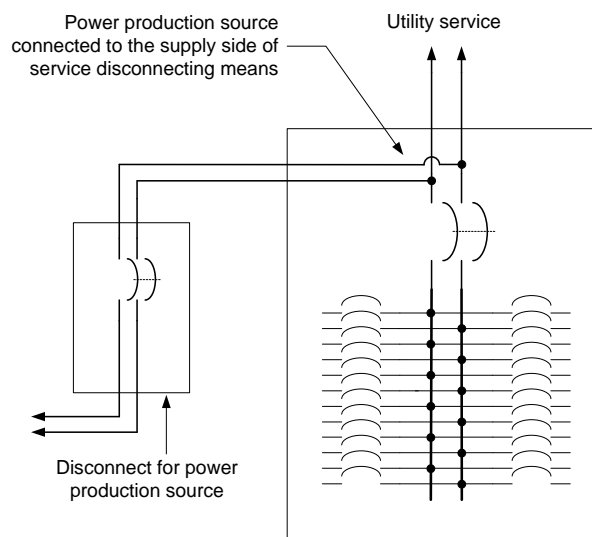 Power production source
connected to the supply side of
service disconnecting means
Utility service
Disconnect for power
production source